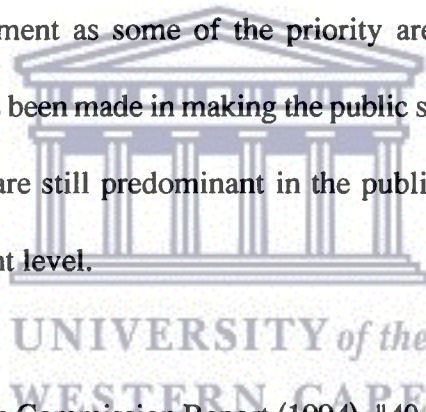 ment as some of the priority are
been made in making the public s
are still predominant in the publi
nt level.
UNIVERSITY of the
WESTERN CAPE
Commission Report (1994), "40